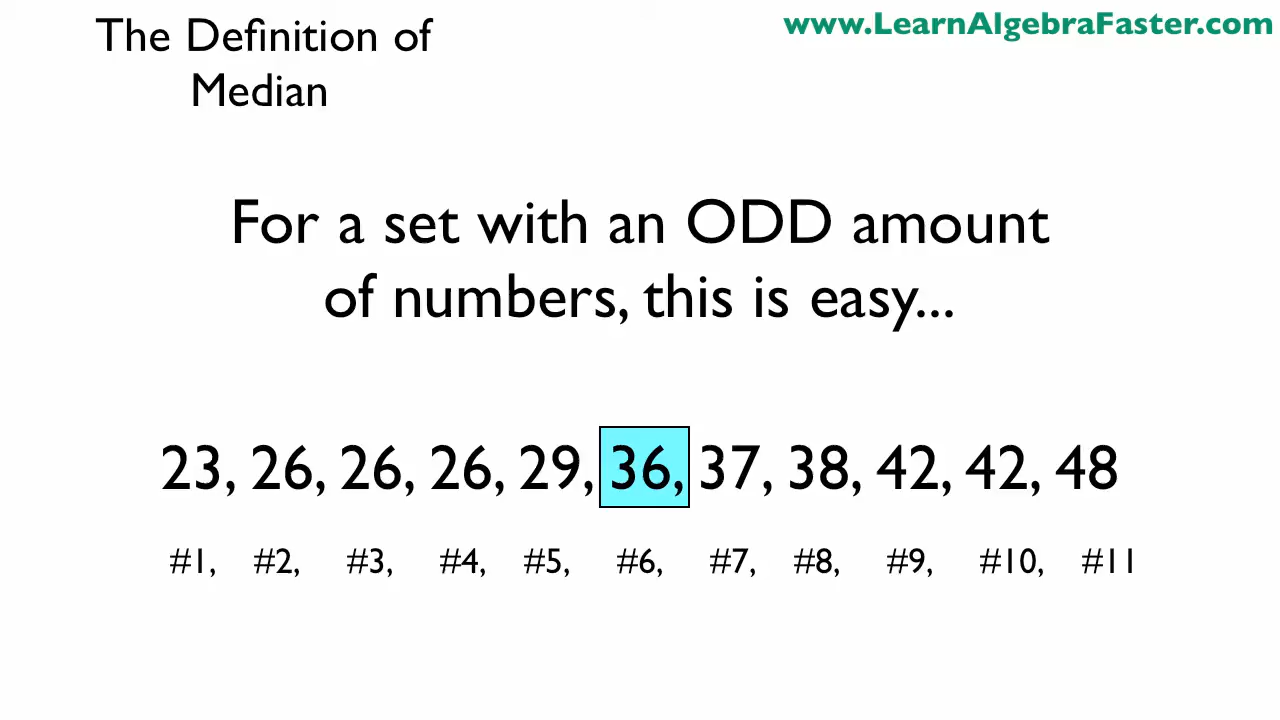 The Definition of
Median
www.LearnAlgebraFaster.com
For a set with an ODD amount
of numbers, this is easy...
23, 26, 26, 26, 29, 36, 37, 38, 42, 42, 48
#1, #2, #3, #4, #5, #6, #7, #8, #9, #10, #11